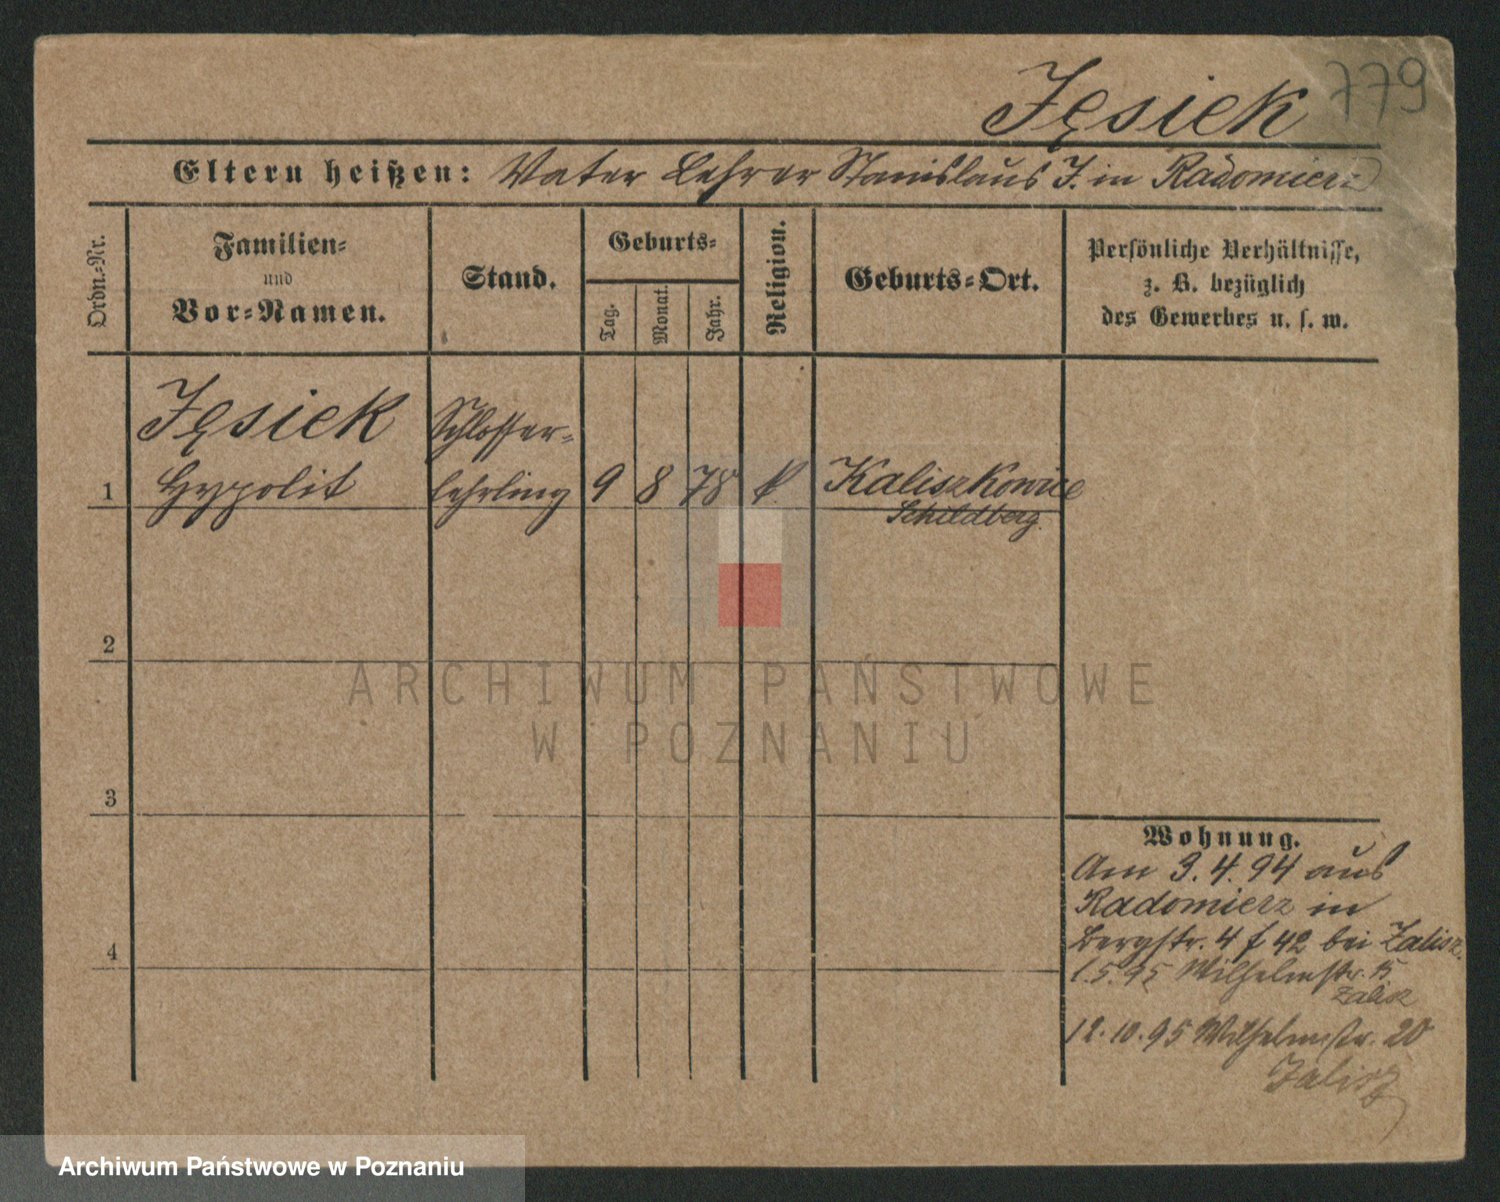 Jęsiek 779
Eltern heißen: Vater Lehrer Stanislaus J. in Radomierz
Ordn.=Nr.
Familien=
und
Vor=Namen.
Stand.
Geburts=
Tag.
Monat.
Jahr.
Religion.
Geburts=Ort.
Persönliche Verhältnisse,
z. B. bezüglich
des Gewerbes u. s. w.
Jęsiek Schlosser=
1 Hypolit lehrling 9 8 78 k. Kaliszkowice
Schildberg.
2
3
4
Wohnung.
Am 3.4.94 aus
Radomierz in
Bergstr. 4 f 42 bei Zalisz.
1.5.95 Wilhelmstr. 15
Zalisz
12.10.95 Wilhelmstr. 20
Zalisz
ARCHIWUM PAŃSTWOWE
W POZNANIU
Archiwum Państwowe w Poznaniu